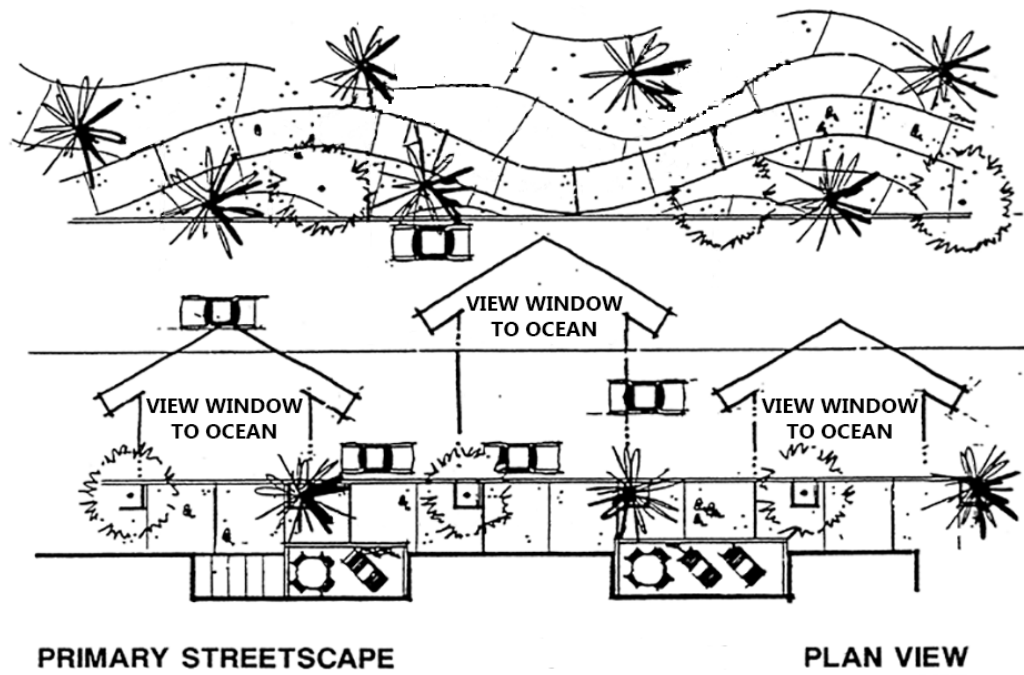 VIEW WINDOW
TO OCEAN
VIEW WINDOW
TO OCEAN
VIEW WINDOW
TO OCEAN
PRIMARY STREETSCAPE
PLAN VIEW